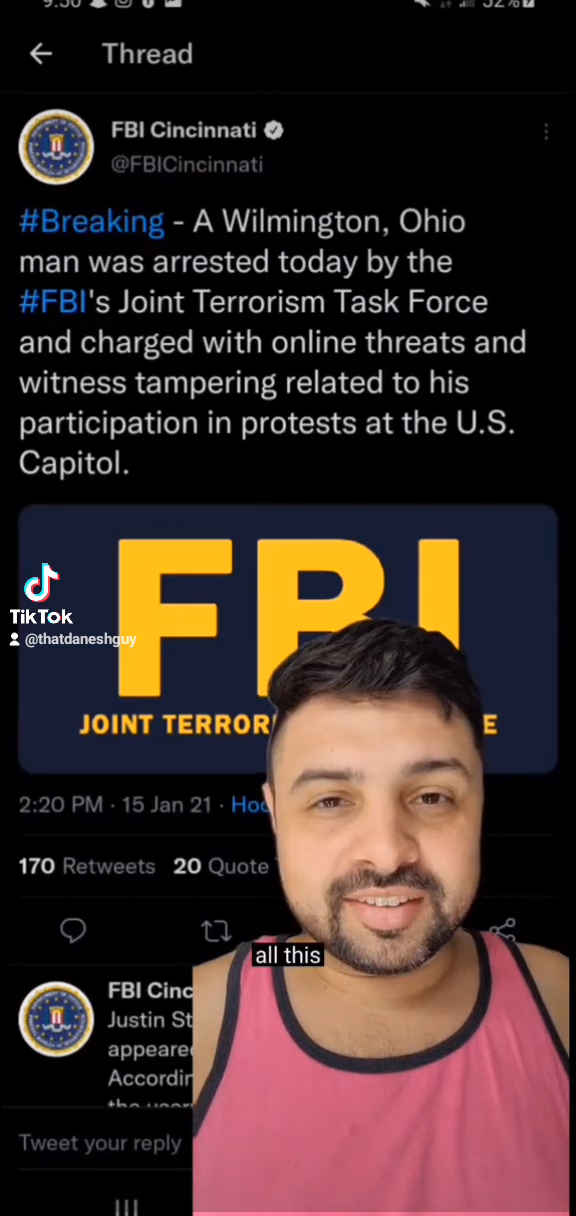 Thread
FBI Cincinnati
@FBICincinnati
#Breaking - A Wilmington, Ohio
man was arrested today by the
#FBI's Joint Terrorism Task Force
and charged with online threats and
witness tampering related to his
participation in protests at the U.S.
Capitol.
FBI
JOINT TERROR
TikTok
@thatdaneshguy
2:20 PM · 15 Jan 21 ·
170 Retweets 20 Quote
all this
FBI Cinc
Justin St
appeare
Accordin
Tweet your reply